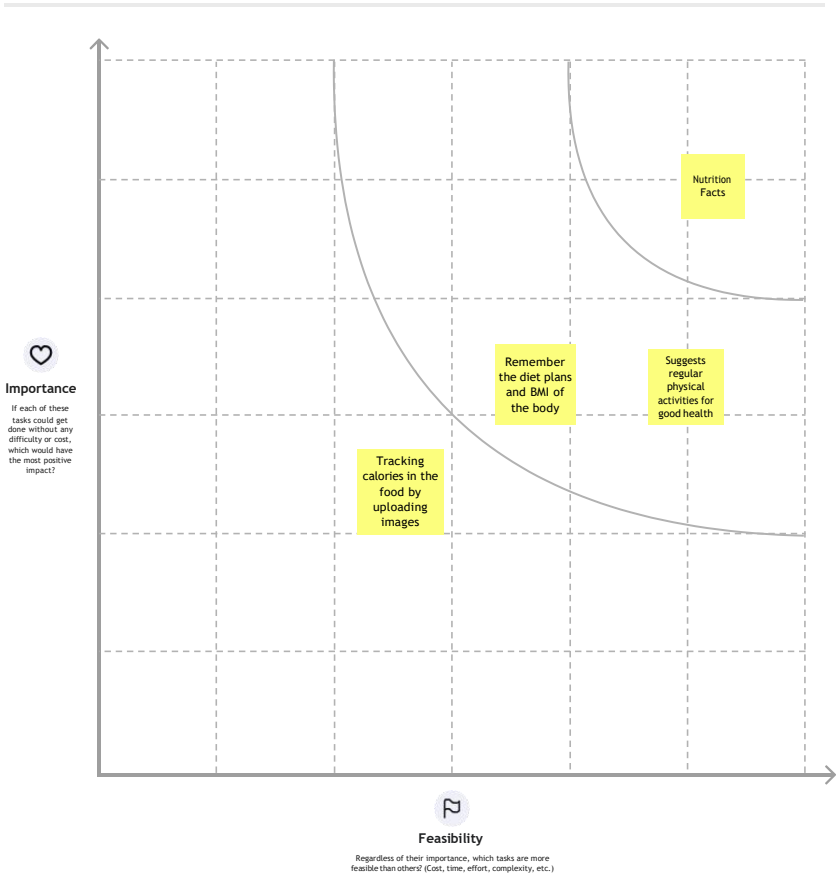 Nutrition
Facts
Remember
the diet plans
and BMI of
the body
Suggests
regular
physical
activities for
good health
Importance
If each of these
tasks could get
done without any
difficulty or cost,
which would have
the most positive
impact?
Tracking
calories in the
food by
uploading
images
Feasibility
Regardless of their importance, which tasks are more
feasible than others? (Cost, time, effort, complexity, etc.)